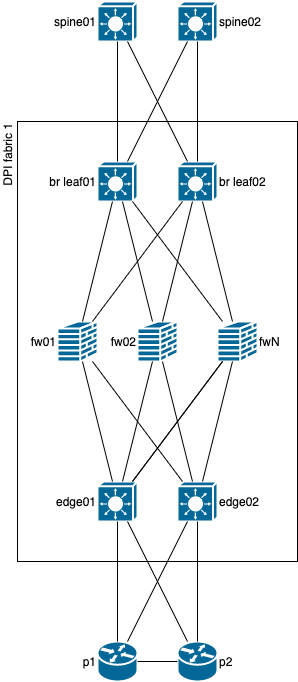 spine01
spine02
DPI fabric 1
br leaf01
br leaf02
fw01
fw02
fwN
edge01
edge02
p1
p2